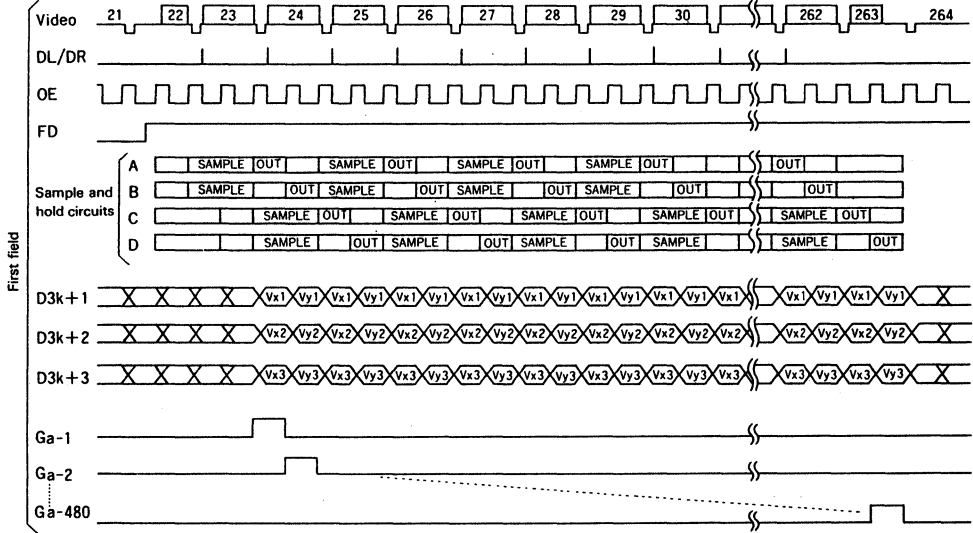 Video 21 22 23 24 25 26 27 28 29 30 262 263 264
DL/DR
OE
FD
First field
Sample and
hold circuits
A SAMPLE OUT SAMPLE OUT SAMPLE OUT SAMPLE OUT OUT
B SAMPLE OUT SAMPLE OUT SAMPLE OUT SAMPLE OUT OUT
C SAMPLE OUT SAMPLE OUT SAMPLE OUT SAMPLE OUT SAMPLE OUT
D SAMPLE OUT SAMPLE OUT SAMPLE OUT SAMPLE OUT SAMPLE OUT
D3k+1 Vx1 Vy1 Vx1 Vy1 Vx1 Vy1 Vx1 Vy1 Vx1 Vy1 Vx1 Vy1 Vx1 Vy1 Vx1 Vx1 Vy1 Vx1 Vy1
D3k+2 Vx2 Vy2 Vx2 Vy2 Vx2 Vy2 Vx2 Vy2 Vx2 Vy2 Vx2 Vy2 Vx2 Vy2 Vx2 Vx2 Vy2 Vx2 Vy2
D3k+3 Vx3 Vy3 Vx3 Vy3 Vx3 Vy3 Vx3 Vy3 Vx3 Vy3 Vx3 Vy3 Vx3 Vy3 Vx3 Vx3 Vy3 Vx3 Vy3
Ga-1
Ga-2
Ga-480